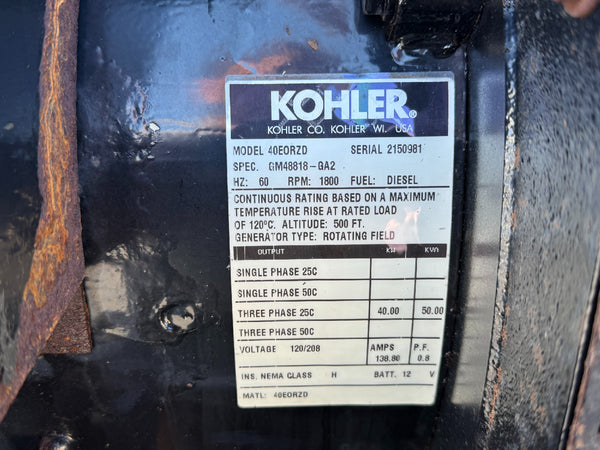 KOHLER®
KOHLER CO. KOHLER WI. USA
MODEL 40EORZD SERIAL 2150981
SPEC. GM48818-GA2
HZ: 60 RPM: 1800 FUEL: DIESEL
CONTINUOUS RATING BASED ON A MAXIMUM
TEMPERATURE RISE AT RATED LOAD
OF 120ºC. ALTITUDE: 500 FT.
GENERATOR TYPE: ROTATING FIELD
OUTPUT KW KVA
SINGLE PHASE 25C
SINGLE PHASE 50C
THREE PHASE 25C 40.00 50.00
THREE PHASE 50C
VOLTAGE 120/208 AMPS P.F.
138.80 0.8
INS. NEMA CLASS H BATT. 12 V
MATL: 40EORZD